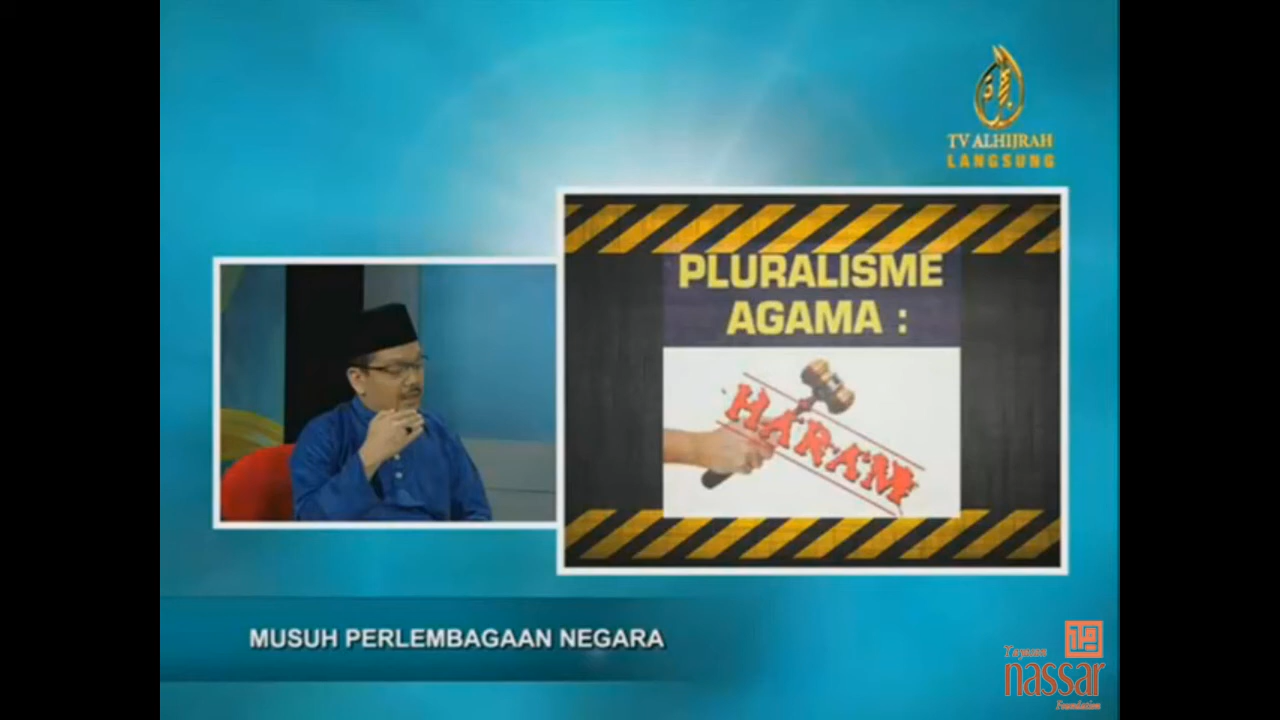 TV ALHIJRAH
LANGSUNG
PLURALISME
AGAMA :
HARAM
MUSUH PERLEMBAGAAN NEGARA
Yayasan
nassar
Foundation